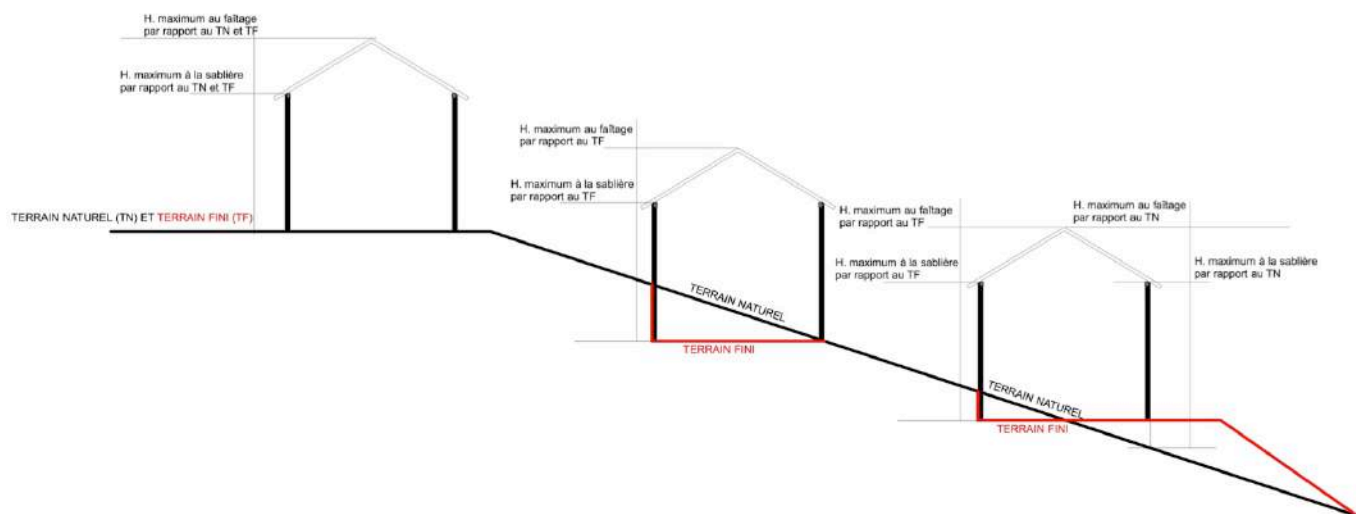 H. maximum au faîtage
par rapport au TN et TF
H. maximum à la sablière
par rapport au TN et TF
TERRAIN NATUREL (TN) ET TERRAIN FINI (TF)
H. maximum au faîtage
par rapport au TF
H. maximum à la sablière
par rapport au TF
TERRAIN NATUREL
TERRAIN FINI
H. maximum au faîtage
par rapport au TF
H. maximum au faîtage
par rapport au TN
H. maximum à la sablière
par rapport au TF
H. maximum à la sablière
par rapport au TN
TERRAIN NATUREL
TERRAIN FINI